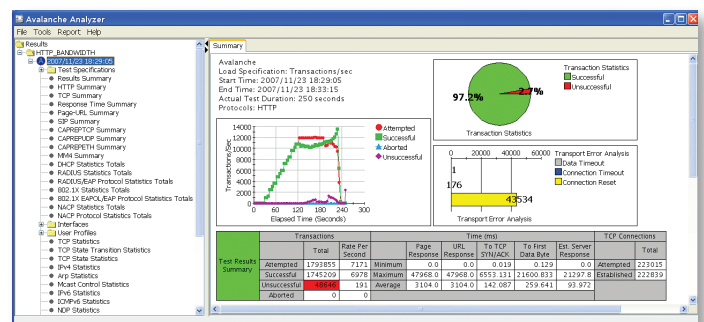 Avalanche Analyzer
File Tools Report Help
Results
HTTP_BANDWIDTH
2007/11/23 18:29:05
Test Specifications
Results Summary
HTTP Summary
TCP Summary
Response Time Summary
Page-URL Summary
SIP Summary
CAPREPTCP Summary
CAPREPUDP Summary
CAPREPETH Summary
MM4 Summary
DHCP Statistics Totals
RADIUS Statistics Totals
RADIUS/EAP Protocol Statistics Totals
802.1X Statistics Totals
802.1X EAPOL/EAP Protocol Statistics Totals
NACP Statistics Totals
NACP Protocol Statistics Totals
Interfaces
User Profiles
TCP Statistics
TCP State Transition Statistics
TCP State Statistics
IPv4 Statistics
Arp Statistics
Mcast Control Statistics
IPv6 Statistics
ICMPv6 Statistics
NDP Statistics
Summary
Avalanche
Load Specification: Transactions/sec
Start Time: 2007/11/23 18:29:05
End Time: 2007/11/23 18:33:15
Actual Test Duration: 250 seconds
Protocols: HTTP
Transaction Statistics
Successful
Unsuccessful
97.2%
2.7%
Transaction Statistics
Transactions/Sec
14000
12000
10000
8000
6000
4000
2000
0
0 60 120 180 240 300
Elapsed Time (Seconds)
Attempted
Successful
Aborted
Unsuccessful
0 20000 40000 60000
1
176
43534
Transport Error Analysis
Transport Error Analysis
Data Timeout
Connection Timeout
Connection Reset
Test Results Summary
Transactions Time (ms) TCP Connections
Total Rate Per Second Page Response URL Response To TCP SYN/ACK To First Data Byte Est. Server Response Total
Attempted 1793855 7171 Minimum 0.0 0.0 0.019 0.129 0.0 Attempted 223015
Successful 1745209 6978 Maximum 47968.0 47968.0 6553.131 21600.833 21297.8 Established 222839
Unsuccessful 48646 191 Average 3104.0 3104.0 142.087 259.641 93.972
Aborted 0 0